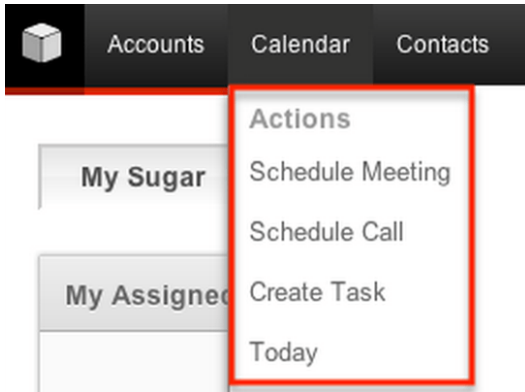 Accounts Calendar Contacts
Actions
My Sugar
Schedule Meeting
Schedule Call
My Assigned
Create Task
Today